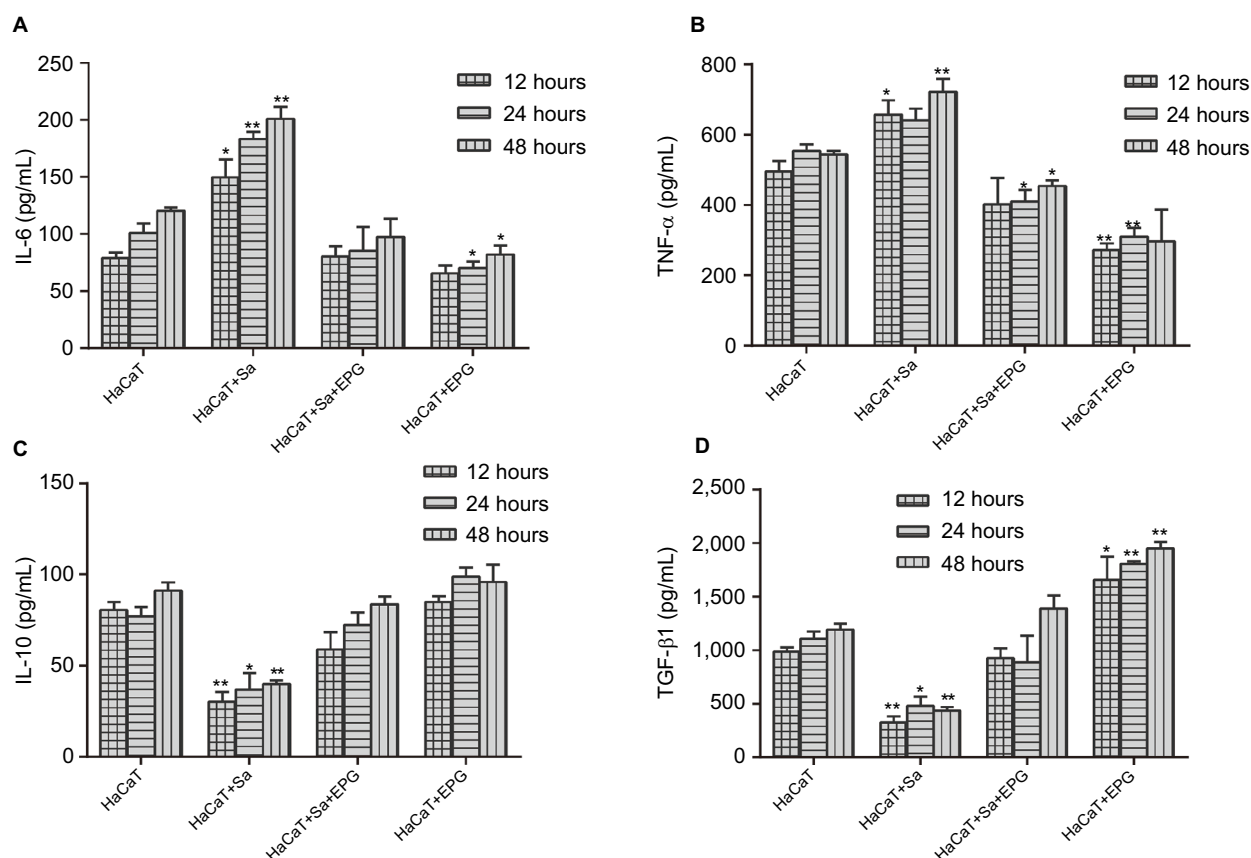 A
IL-6 (pg/mL)
250
200
150
100
50
0
12 hours
24 hours
48 hours
* ** **
* *
HaCaT
HaCaT+Sa
HaCaT+Sa+EPG
HaCaT+EPG
B
TNF-α (pg/mL)
800
600
400
200
0
12 hours
24 hours
48 hours
* **
* *
** **
HaCaT
HaCaT+Sa
HaCaT+Sa+EPG
HaCaT+EPG
C
IL-10 (pg/mL)
150
100
50
0
12 hours
24 hours
48 hours
** * **
HaCaT
HaCaT+Sa
HaCaT+Sa+EPG
HaCaT+EPG
D
TGF-β1 (pg/mL)
2,500
2,000
1,500
1,000
500
0
12 hours
24 hours
48 hours
** * **
* ** **
HaCaT
HaCaT+Sa
HaCaT+Sa+EPG
HaCaT+EPG